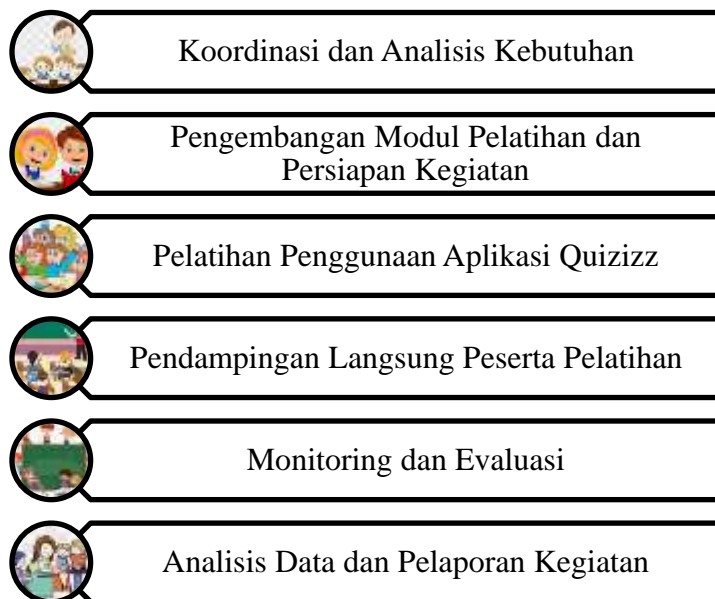 Koordinasi dan Analisis Kebutuhan
Pengembangan Modul Pelatihan dan
Persiapan Kegiatan
Pelatihan Penggunaan Aplikasi Quizizz
Pendampingan Langsung Peserta Pelatihan
Monitoring dan Evaluasi
Analisis Data dan Pelaporan Kegiatan